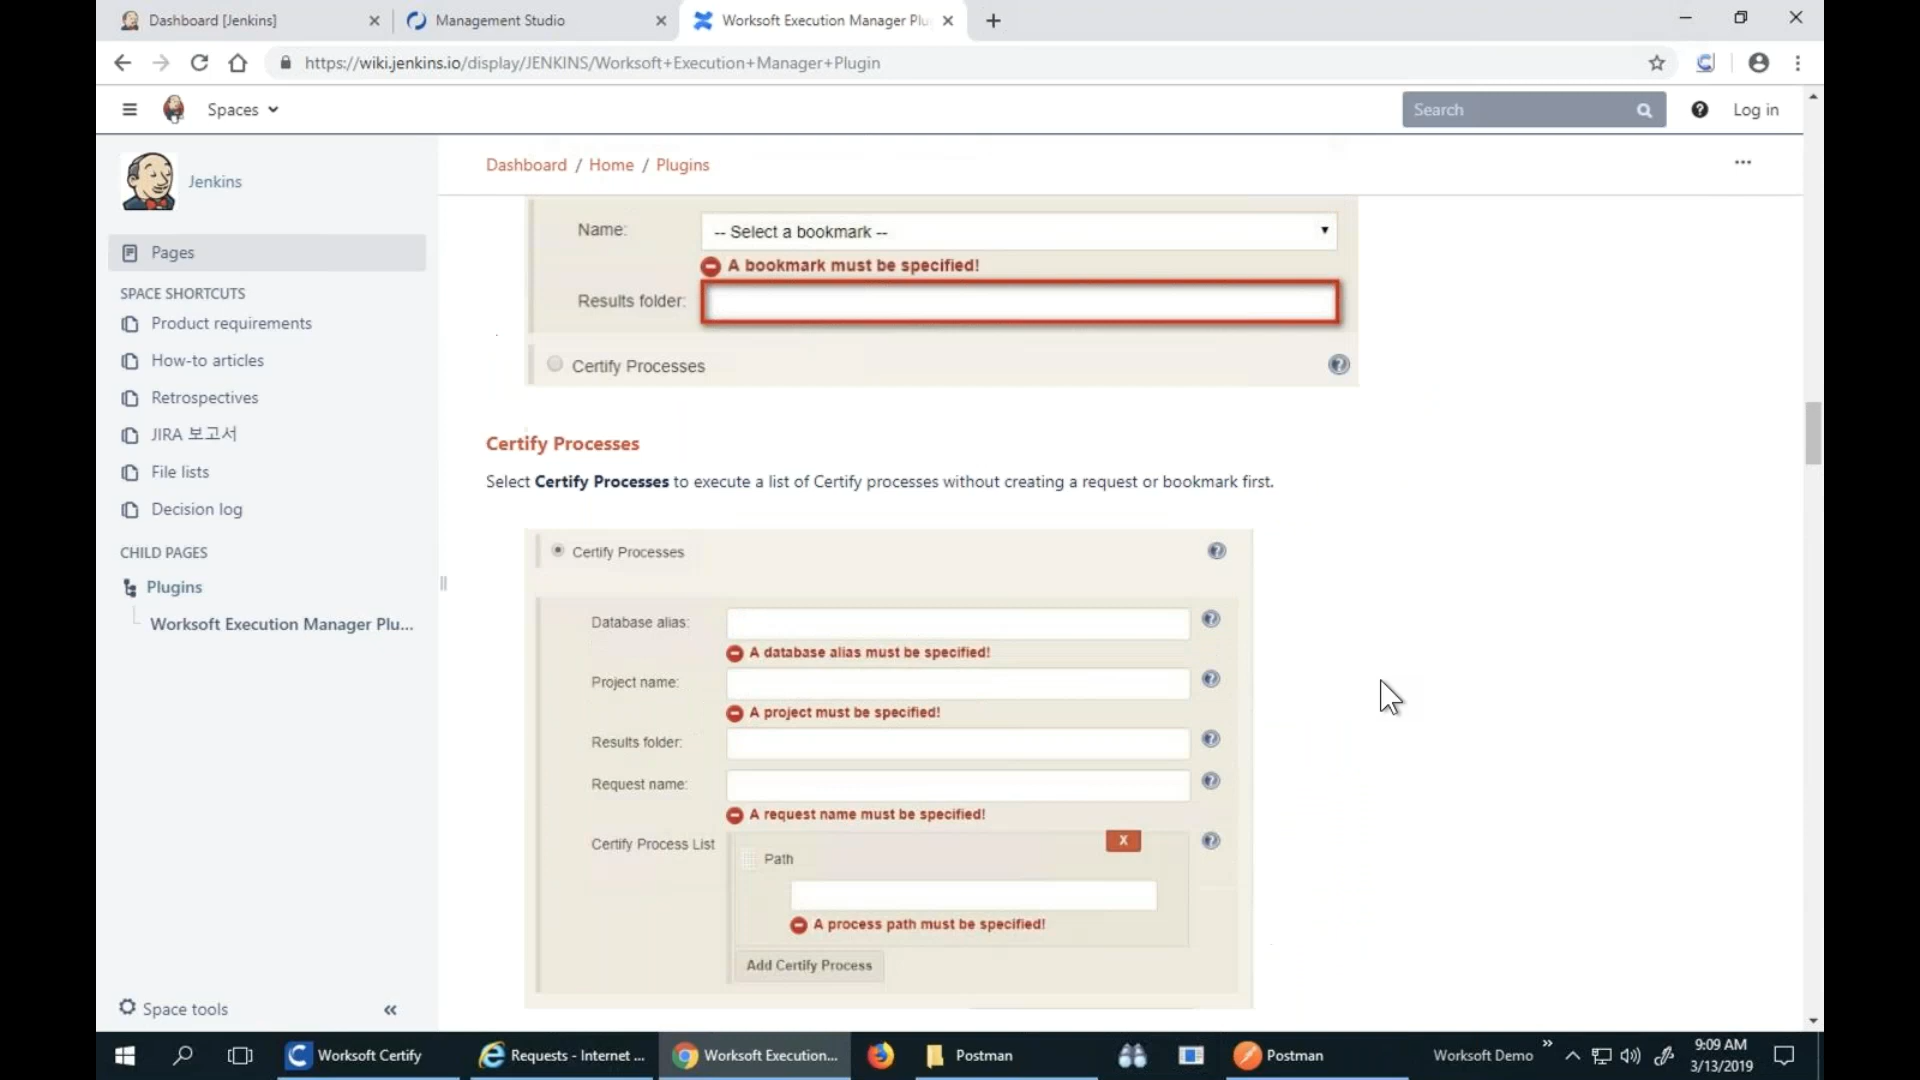 Dashboard [Jenkins]
Management Studio
Worksoft Execution Manager Plu
https://wiki.jenkins.io/display/JENKINS/Worksoft+Execution+Manager+Plugin
Spaces
Search
Log in
Jenkins
Dashboard / Home / Plugins
Pages
SPACE SHORTCUTS
Product requirements
How-to articles
Retrospectives
JIRA 보고서
File lists
Decision log
CHILD PAGES
Plugins
Worksoft Execution Manager Plu...
Space tools
Name:
-- Select a bookmark --
A bookmark must be specified!
Results folder:
Certify Processes
Certify Processes
Select Certify Processes to execute a list of Certify processes without creating a request or bookmark first.
Certify Processes
Database alias:
A database alias must be specified!
Project name:
A project must be specified!
Results folder:
Request name:
A request name must be specified!
Certify Process List
X
Path
A process path must be specified!
Add Certify Process
Worksoft Certify
Requests - Internet ...
Worksoft Execution...
Postman
Postman
Worksoft Demo
9:09 AM
3/13/2019